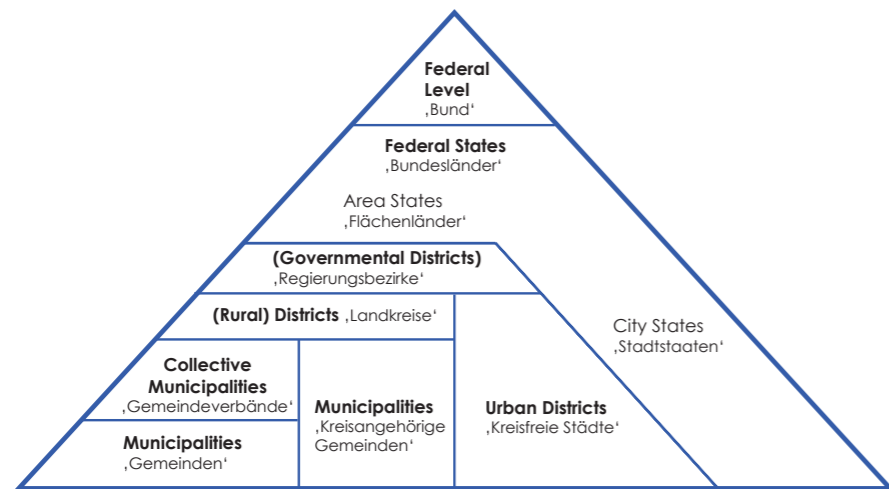 Federal
Level
‚Bund‘
Federal States
‚Bundesländer‘
Area States
‚Flächenländer‘
(Governmental Districts)
‚Regierungsbezirke‘
(Rural) Districts ‚Landkreise‘
City States
‚Stadtstaaten‘
Collective
Municipalities
‚Gemeindeverbände‘
Municipalities
‚Gemeinden‘
Municipalities
‚Kreisangehörige
Gemeinden‘
Urban Districts
‚Kreisfreie Städte‘